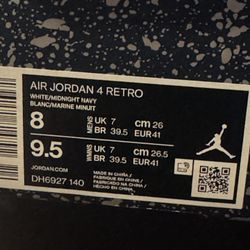 AIR JORDAN 4 RETRO
WHITE/MIDNIGHT NAVY
BLANC/MARINE MINUIT
8 MENS UK 7 cm 26
BR 39.5 EUR 41
9.5 WMNS UK 7 cm 26.5
BR 39.5 EUR 41
JORDAN.COM
DH6927 140
MADE IN CHINA
FABRICADO EN CHINA
FABRIQUÉ EN CHINE